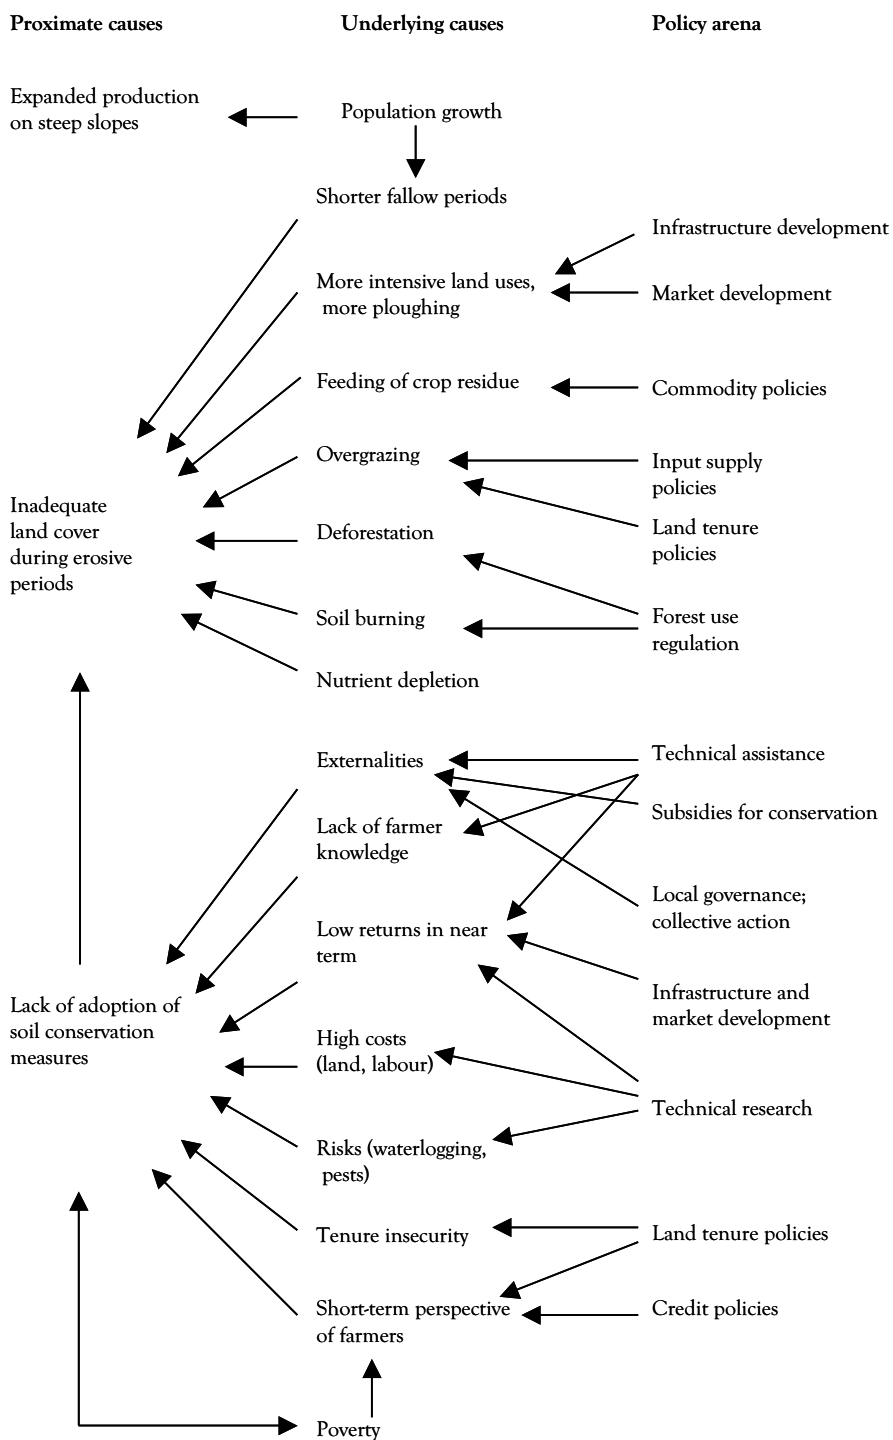 Proximate causes
Underlying causes
Policy arena
Expanded production
on steep slopes
Population growth
Shorter fallow periods
Infrastructure development
More intensive land uses,
more ploughing
Market development
Feeding of crop residue
Commodity policies
Overgrazing
Input supply
policies
Inadequate
land cover
during erosive
periods
Deforestation
Land tenure
policies
Soil burning
Forest use
regulation
Nutrient depletion
Externalities
Technical assistance
Subsidies for conservation
Lack of farmer
knowledge
Local governance;
collective action
Low returns in near
term
Infrastructure and
market development
Lack of adoption of
soil conservation
measures
High costs
(land, labour)
Technical research
Risks (waterlogging,
pests)
Tenure insecurity
Land tenure policies
Short-term perspective
of farmers
Credit policies
Poverty